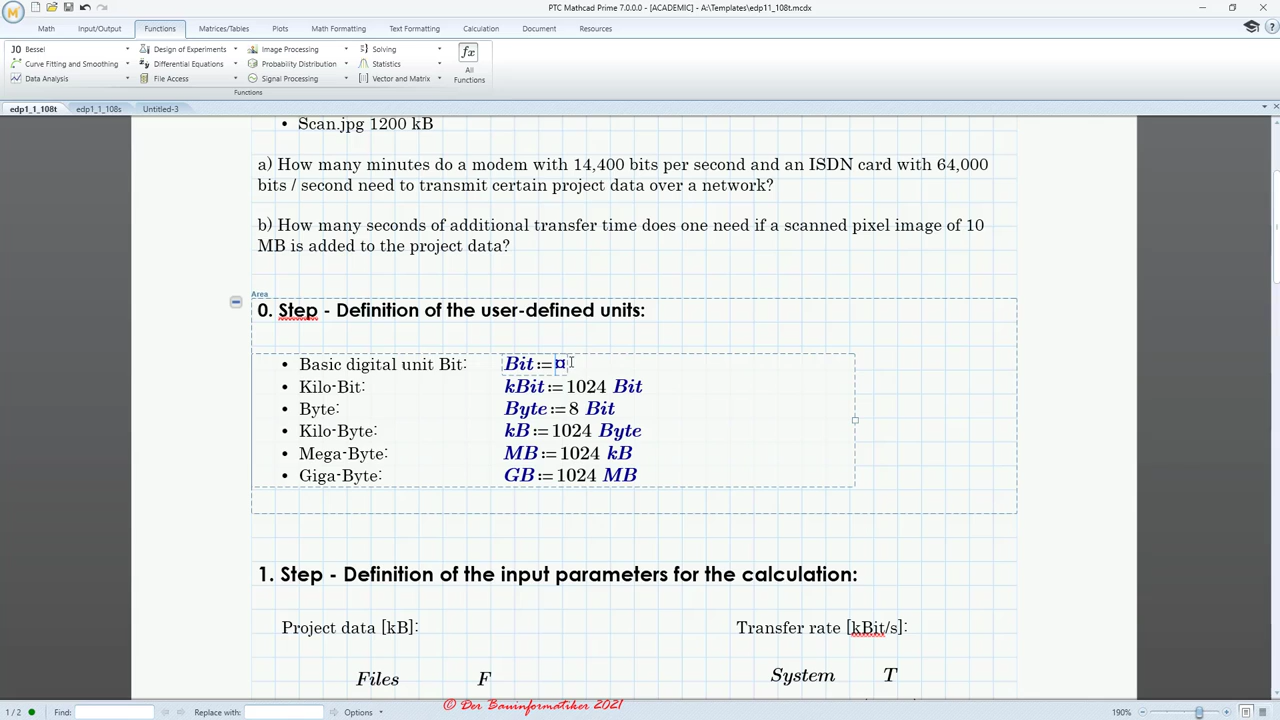 PTC Mathcad Prime 7.0.0.0 - [ACADEMIC] - A:\Templates\edp11_108t.mcdx
Math Input/Output Functions Matrices/Tables Plots Math Formatting Text Formatting Calculation Document Resources
Bessel Design of Experiments Image Processing Solving
Curve Fitting and Smoothing Differential Equations Probability Distribution Statistics
Data Analysis File Access Signal Processing Vector and Matrix
fx
All
Functions
Functions
edp1_1_108t edp1_1_108s Untitled-3
• Scan.jpg 1200 kB
a) How many minutes do a modem with 14,400 bits per second and an ISDN card with 64,000
bits / second need to transmit certain project data over a network?
b) How many seconds of additional transfer time does one need if a scanned pixel image of 10
MB is added to the project data?
Area
0. Step - Definition of the user-defined units:
• Basic digital unit Bit: Bit:=¤
• Kilo-Bit: kBit:=1024 Bit
• Byte: Byte:=8 Bit
• Kilo-Byte: kB:=1024 Byte
• Mega-Byte: MB:=1024 kB
• Giga-Byte: GB:=1024 MB
1. Step - Definition of the input parameters for the calculation:
Project data [kB]: Transfer rate [kBit/s]:
Files F System T
1 / 2 Find: Replace with: Options 190%
© Der Bauinformatiker 2021